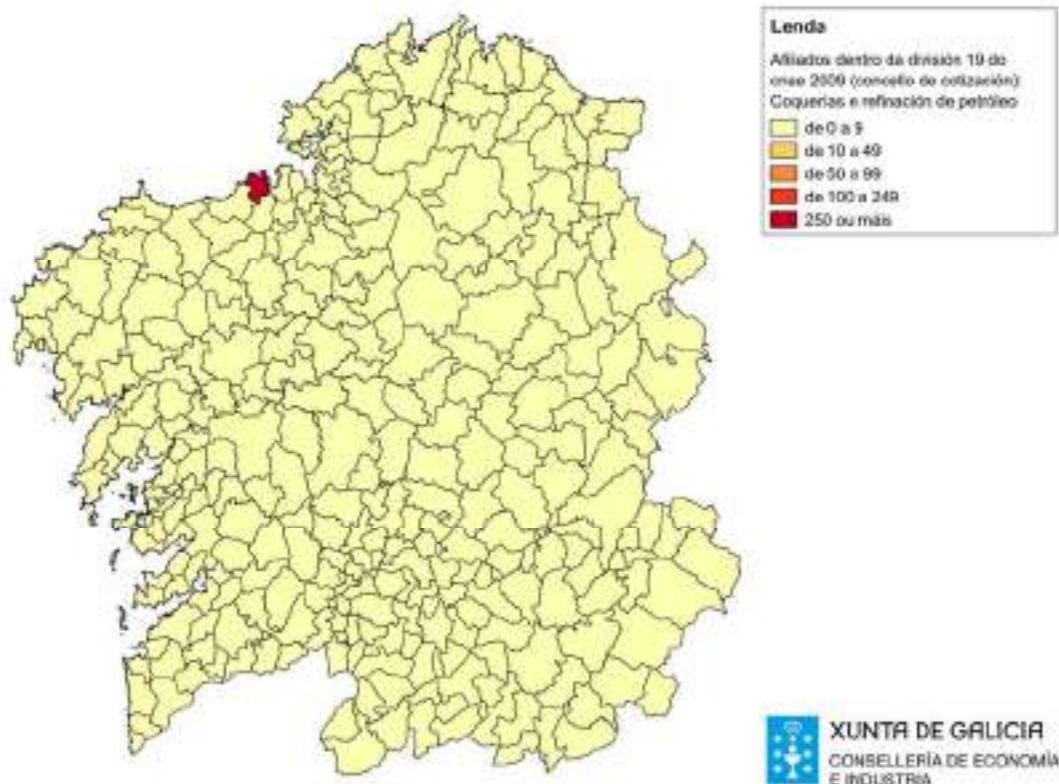 Lenda
Afiliados dentro da división 19 do
cnae 2009 (concello de cotización)
Coquerías e refinación de petróleo
de 0 a 9
de 10 a 49
de 50 a 99
de 100 a 249
250 ou máis
XUNTA DE GALICIA
CONSELLERÍA DE ECONOMÍA
E INDUSTRIA